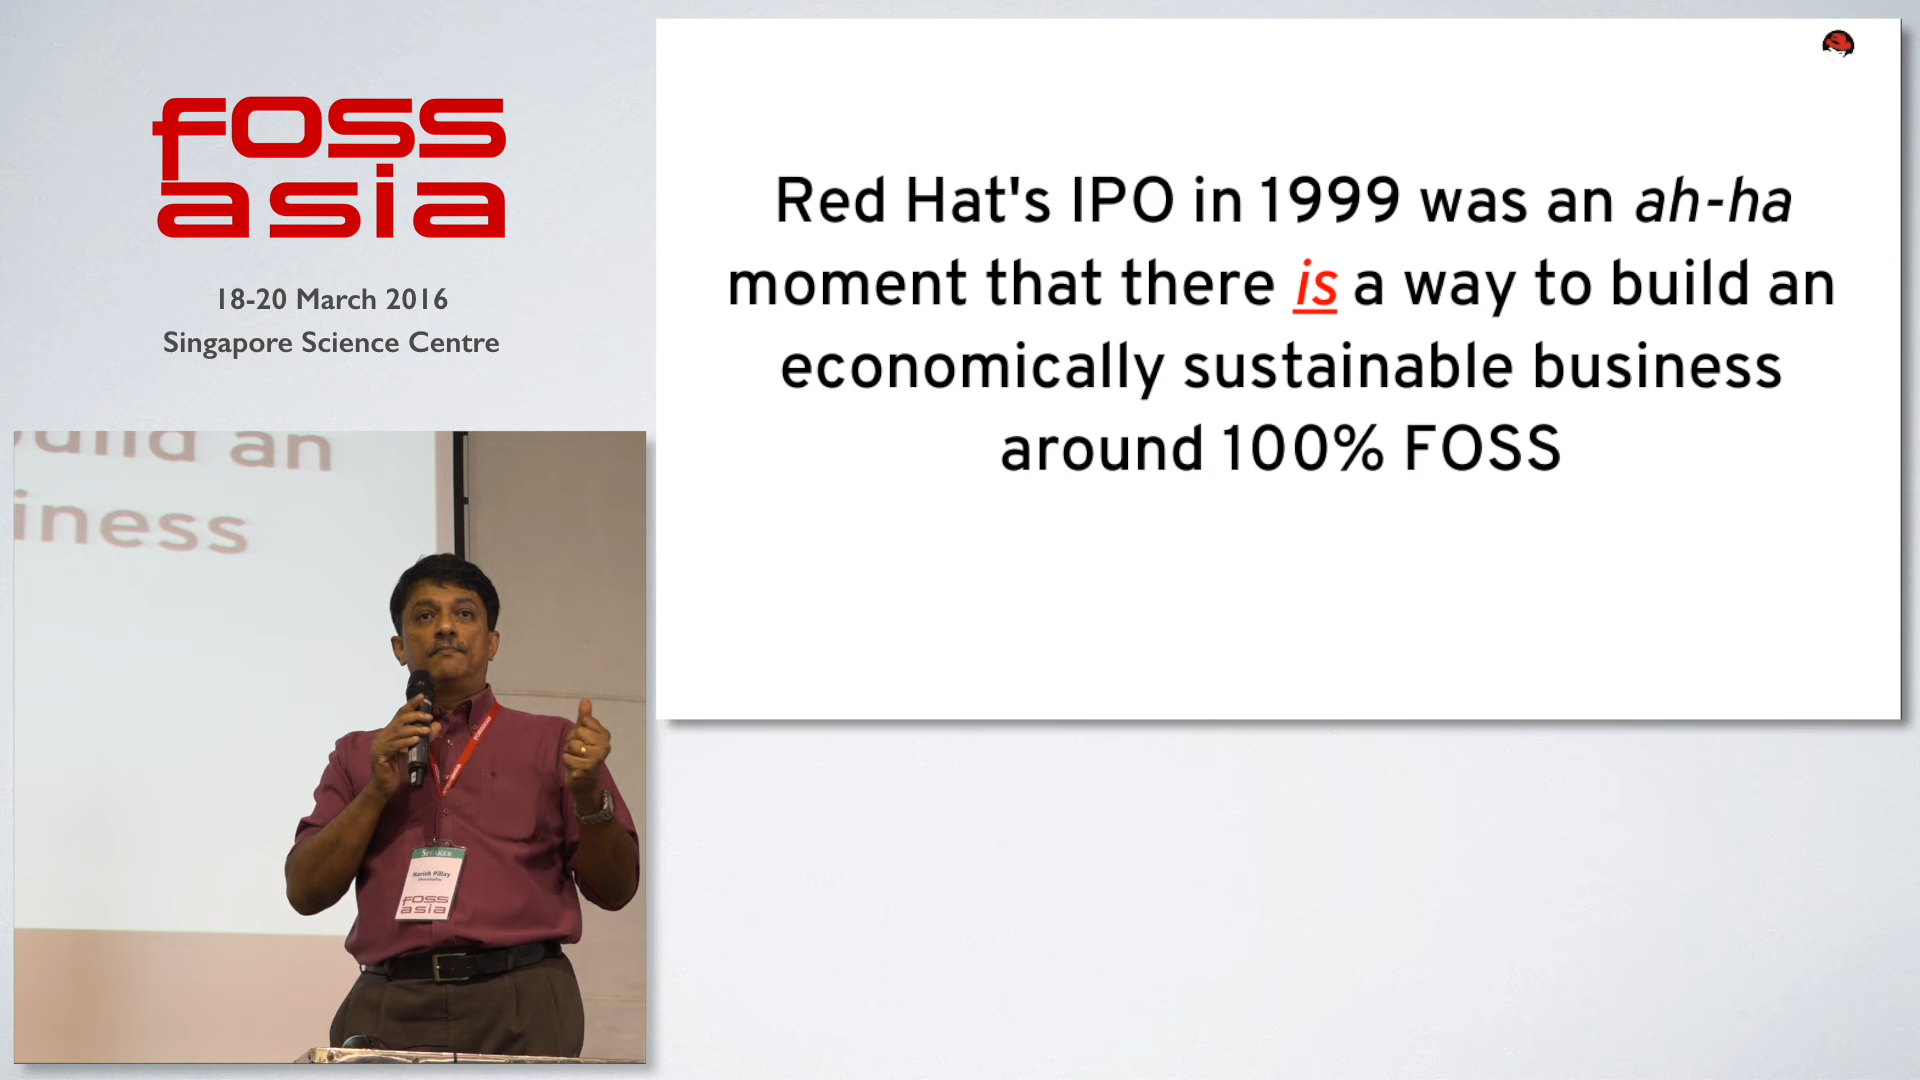 foss
asia
18-20 March 2016
Singapore Science Centre
Red Hat's IPO in 1999 was an ah-ha
moment that there is a way to build an
economically sustainable business
around 100% FOSS
build an
iness
SPEAKER
Harish Pillay
foss
asia